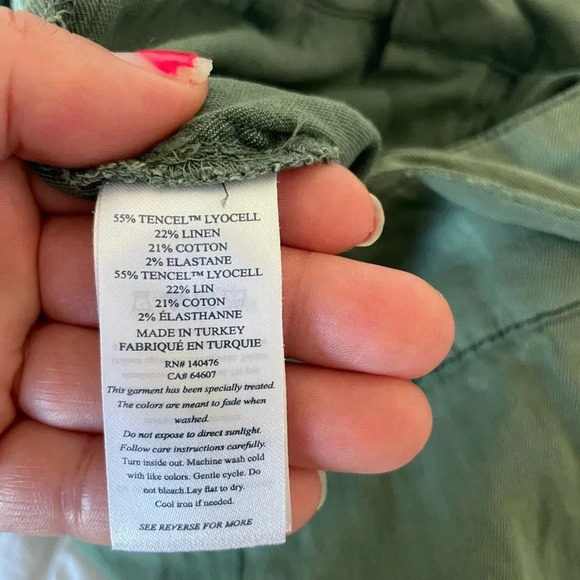 55% TENCEL™ LYOCELL
22% LINEN
21% COTTON
2% ELASTANE
55% TENCEL™ LYOCELL
22% LIN
21% COTON
2% ÉLASTHANNE
MADE IN TURKEY
FABRIQUÉ EN TURQUIE
RN# 140476
CA# 64607
This garment has been specially treated.
The colors are meant to fade when
washed.
Do not expose to direct sunlight.
Follow care instructions carefully.
Turn inside out. Machine wash cold
with like colors. Gentle cycle. Do
not bleach.Lay flat to dry.
Cool iron if needed.
SEE REVERSE FOR MORE